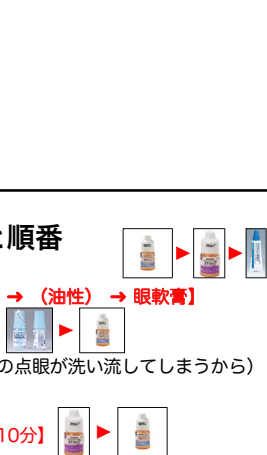 と順番
→ （油性） → 眼軟膏】
の点眼が洗い流してしまうから）
10分】